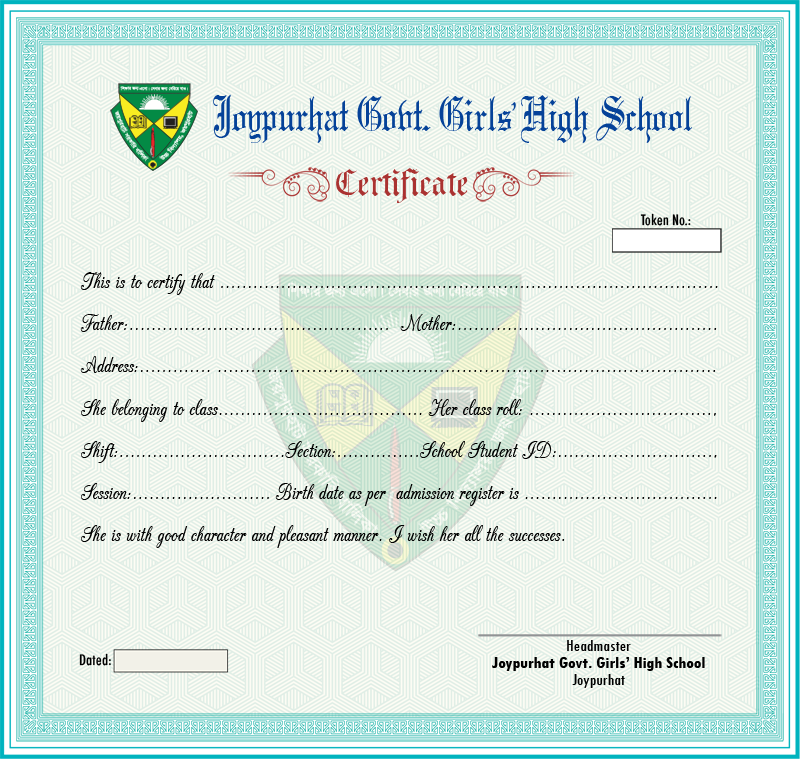 শিক্ষার জন্য এসো। সেবার জন্য বেরিয়ে যাও।
Joypurhat Govt. Girls' High School
Certificate
Token No.:
This is to certify that ........................................................................................
Father:............................................ Mother:............................................
Address:............ ....................................................................................
She belonging to class.................................. Her class roll: ...............................,
Shift:............................Section:..............School Student ID:...........................,
Session:....................... Birth date as per admission register is .................................
She is with good character and pleasant manner. I wish her all the successes.
Dated:
Headmaster
Joypurhat Govt. Girls' High School
Joypurhat